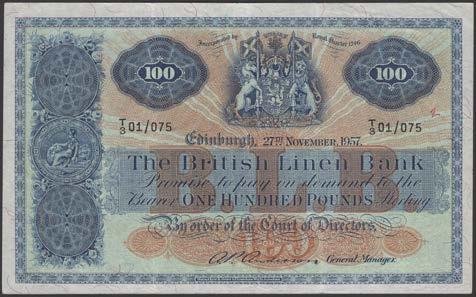 Incorporated by Royal Charter 1746
100 100
T/3 01/075 T/3 01/075
Edinburgh, 27TH November, 1957.
The British Linen Bank
Promise to pay on demand to the
Bearer ONE HUNDRED POUNDS Sterling
By order of the Court of Directors,
100
General Manager.